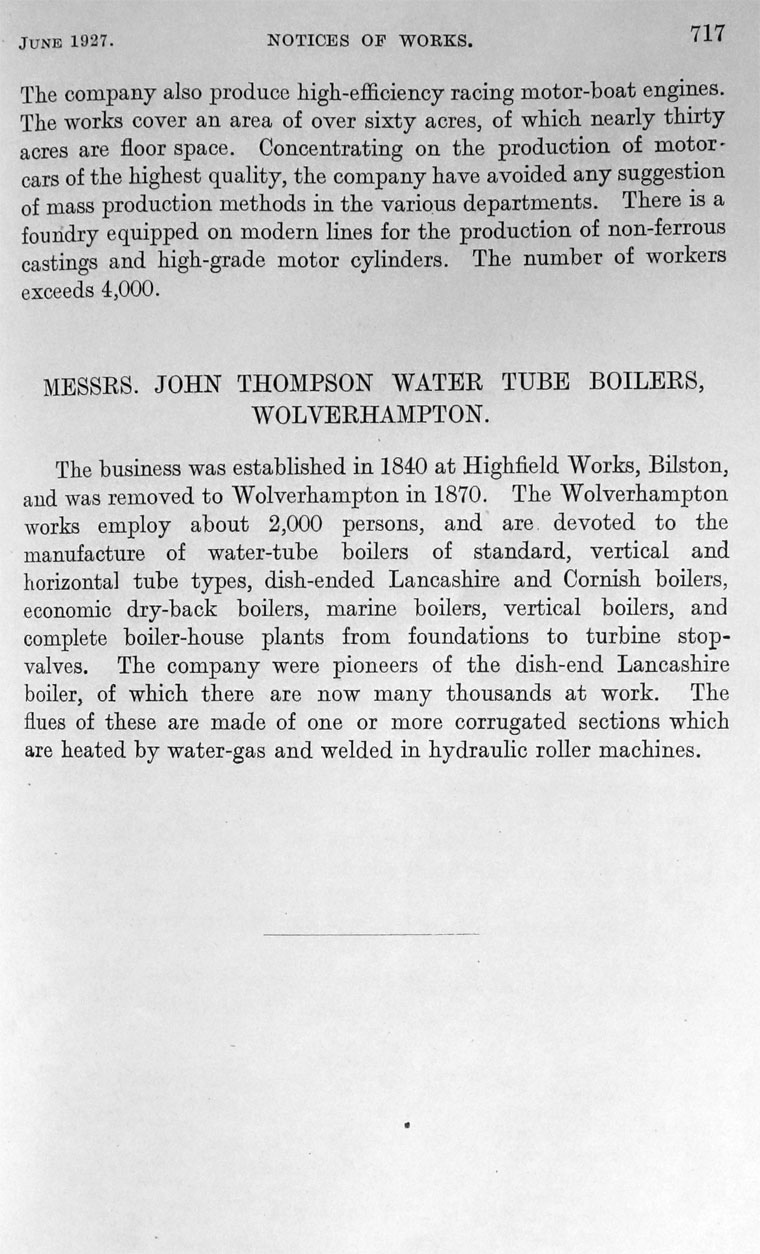 JUNE 1927. NOTICES OF WORKS. 717
The company also produce high-efficiency racing motor-boat engines.
The works cover an area of over sixty acres, of which nearly thirty
acres are floor space. Concentrating on the production of motor-
cars of the highest quality, the company have avoided any suggestion
of mass production methods in the various departments. There is a
foundry equipped on modern lines for the production of non-ferrous
castings and high-grade motor cylinders. The number of workers
exceeds 4,000.
MESSRS. JOHN THOMPSON WATER TUBE BOILERS,
WOLVERHAMPTON.
The business was established in 1840 at Highfield Works, Bilston,
and was removed to Wolverhampton in 1870. The Wolverhampton
works employ about 2,000 persons, and are devoted to the
manufacture of water-tube boilers of standard, vertical and
horizontal tube types, dish-ended Lancashire and Cornish boilers,
economic dry-back boilers, marine boilers, vertical boilers, and
complete boiler-house plants from foundations to turbine stop-
valves. The company were pioneers of the dish-end Lancashire
boiler, of which there are now many thousands at work. The
flues of these are made of one or more corrugated sections which
are heated by water-gas and welded in hydraulic roller machines.